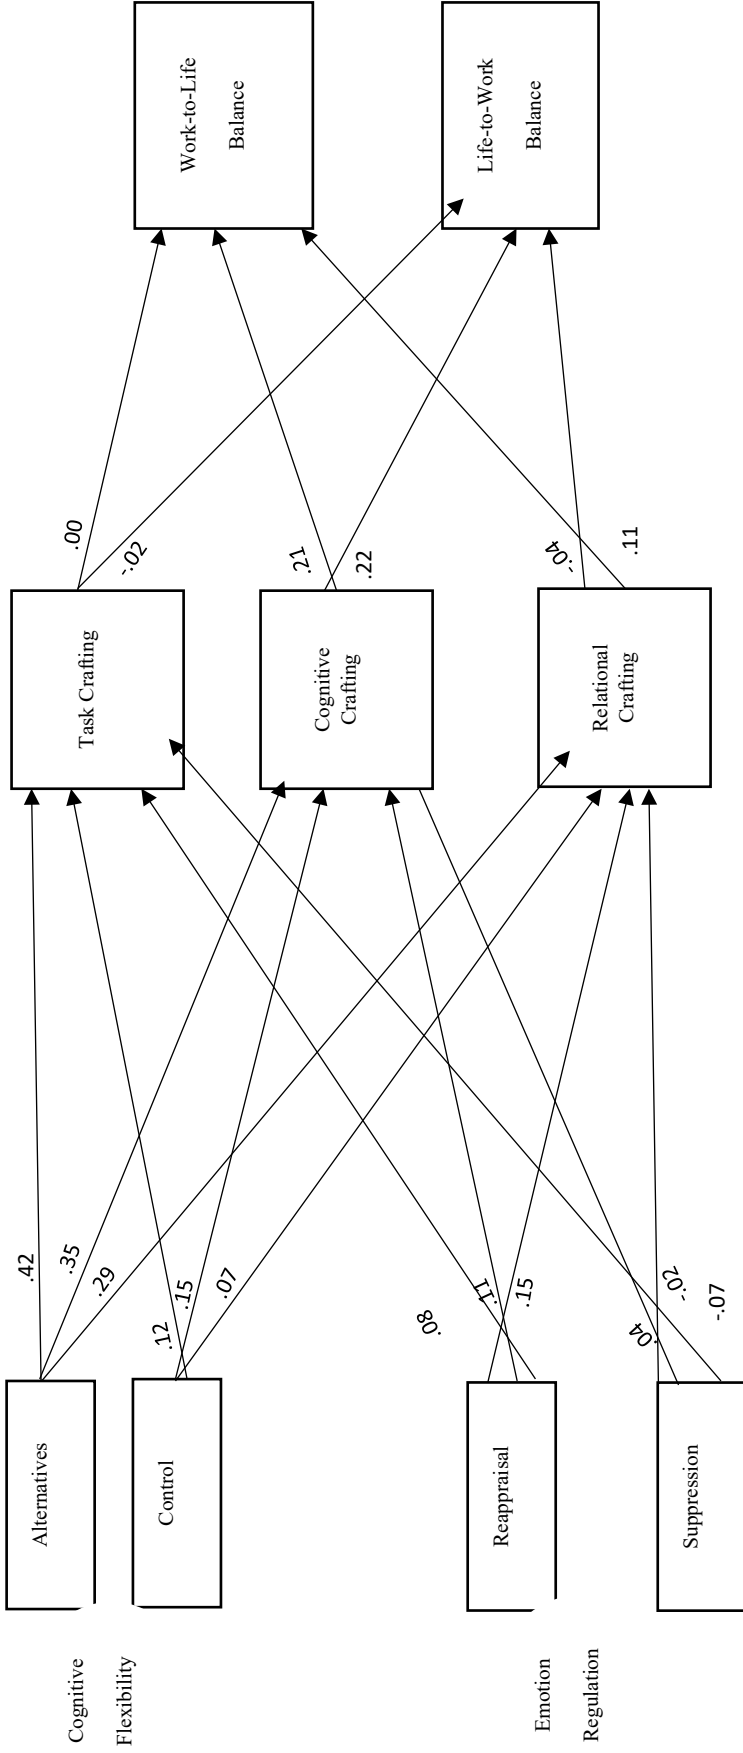 Cognitive
Flexibility
Alternatives
Control
.42
.35
.29
.12
.15
.07
Emotion
Regulation
Reappraisal
Suppression
.08
.11
.15
.04
-.02
-.07
Task Crafting
Cognitive
Crafting
Relational
Crafting
.00
-.02
.21
.22
-.04
.11
Work-to-Life
Balance
Life-to-Work
Balance